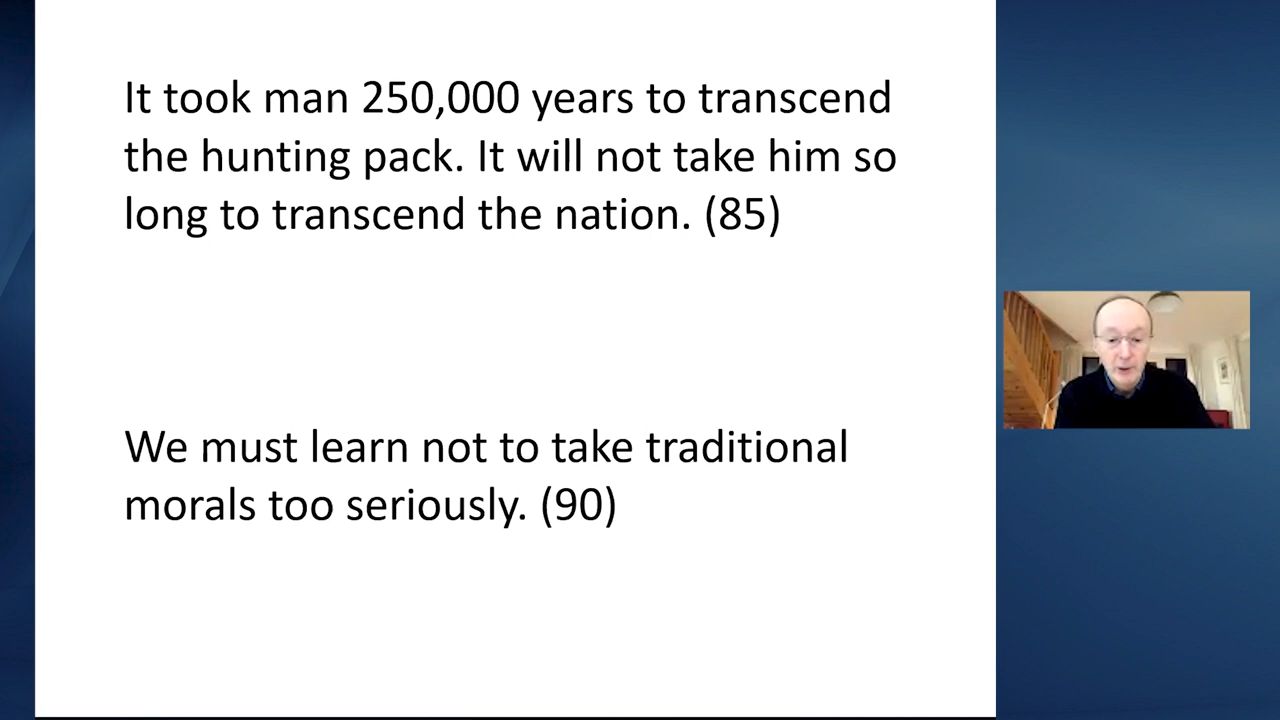 It took man 250,000 years to transcend
the hunting pack. It will not take him so
long to transcend the nation. (85)
We must learn not to take traditional
morals too seriously. (90)